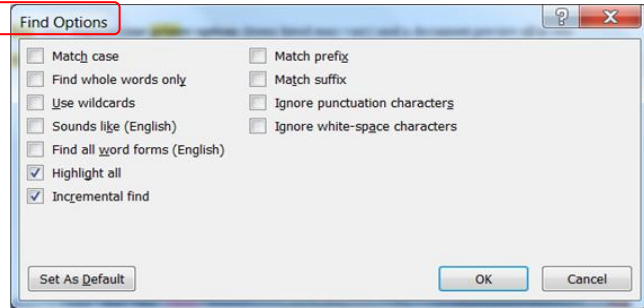 Find Options
Match case
Find whole words only
Use wildcards
Sounds like (English)
Find all word forms (English)
Highlight all
Incremental find
Match prefix
Match suffix
Ignore punctuation characters
Ignore white-space characters
Set As Default
OK
Cancel